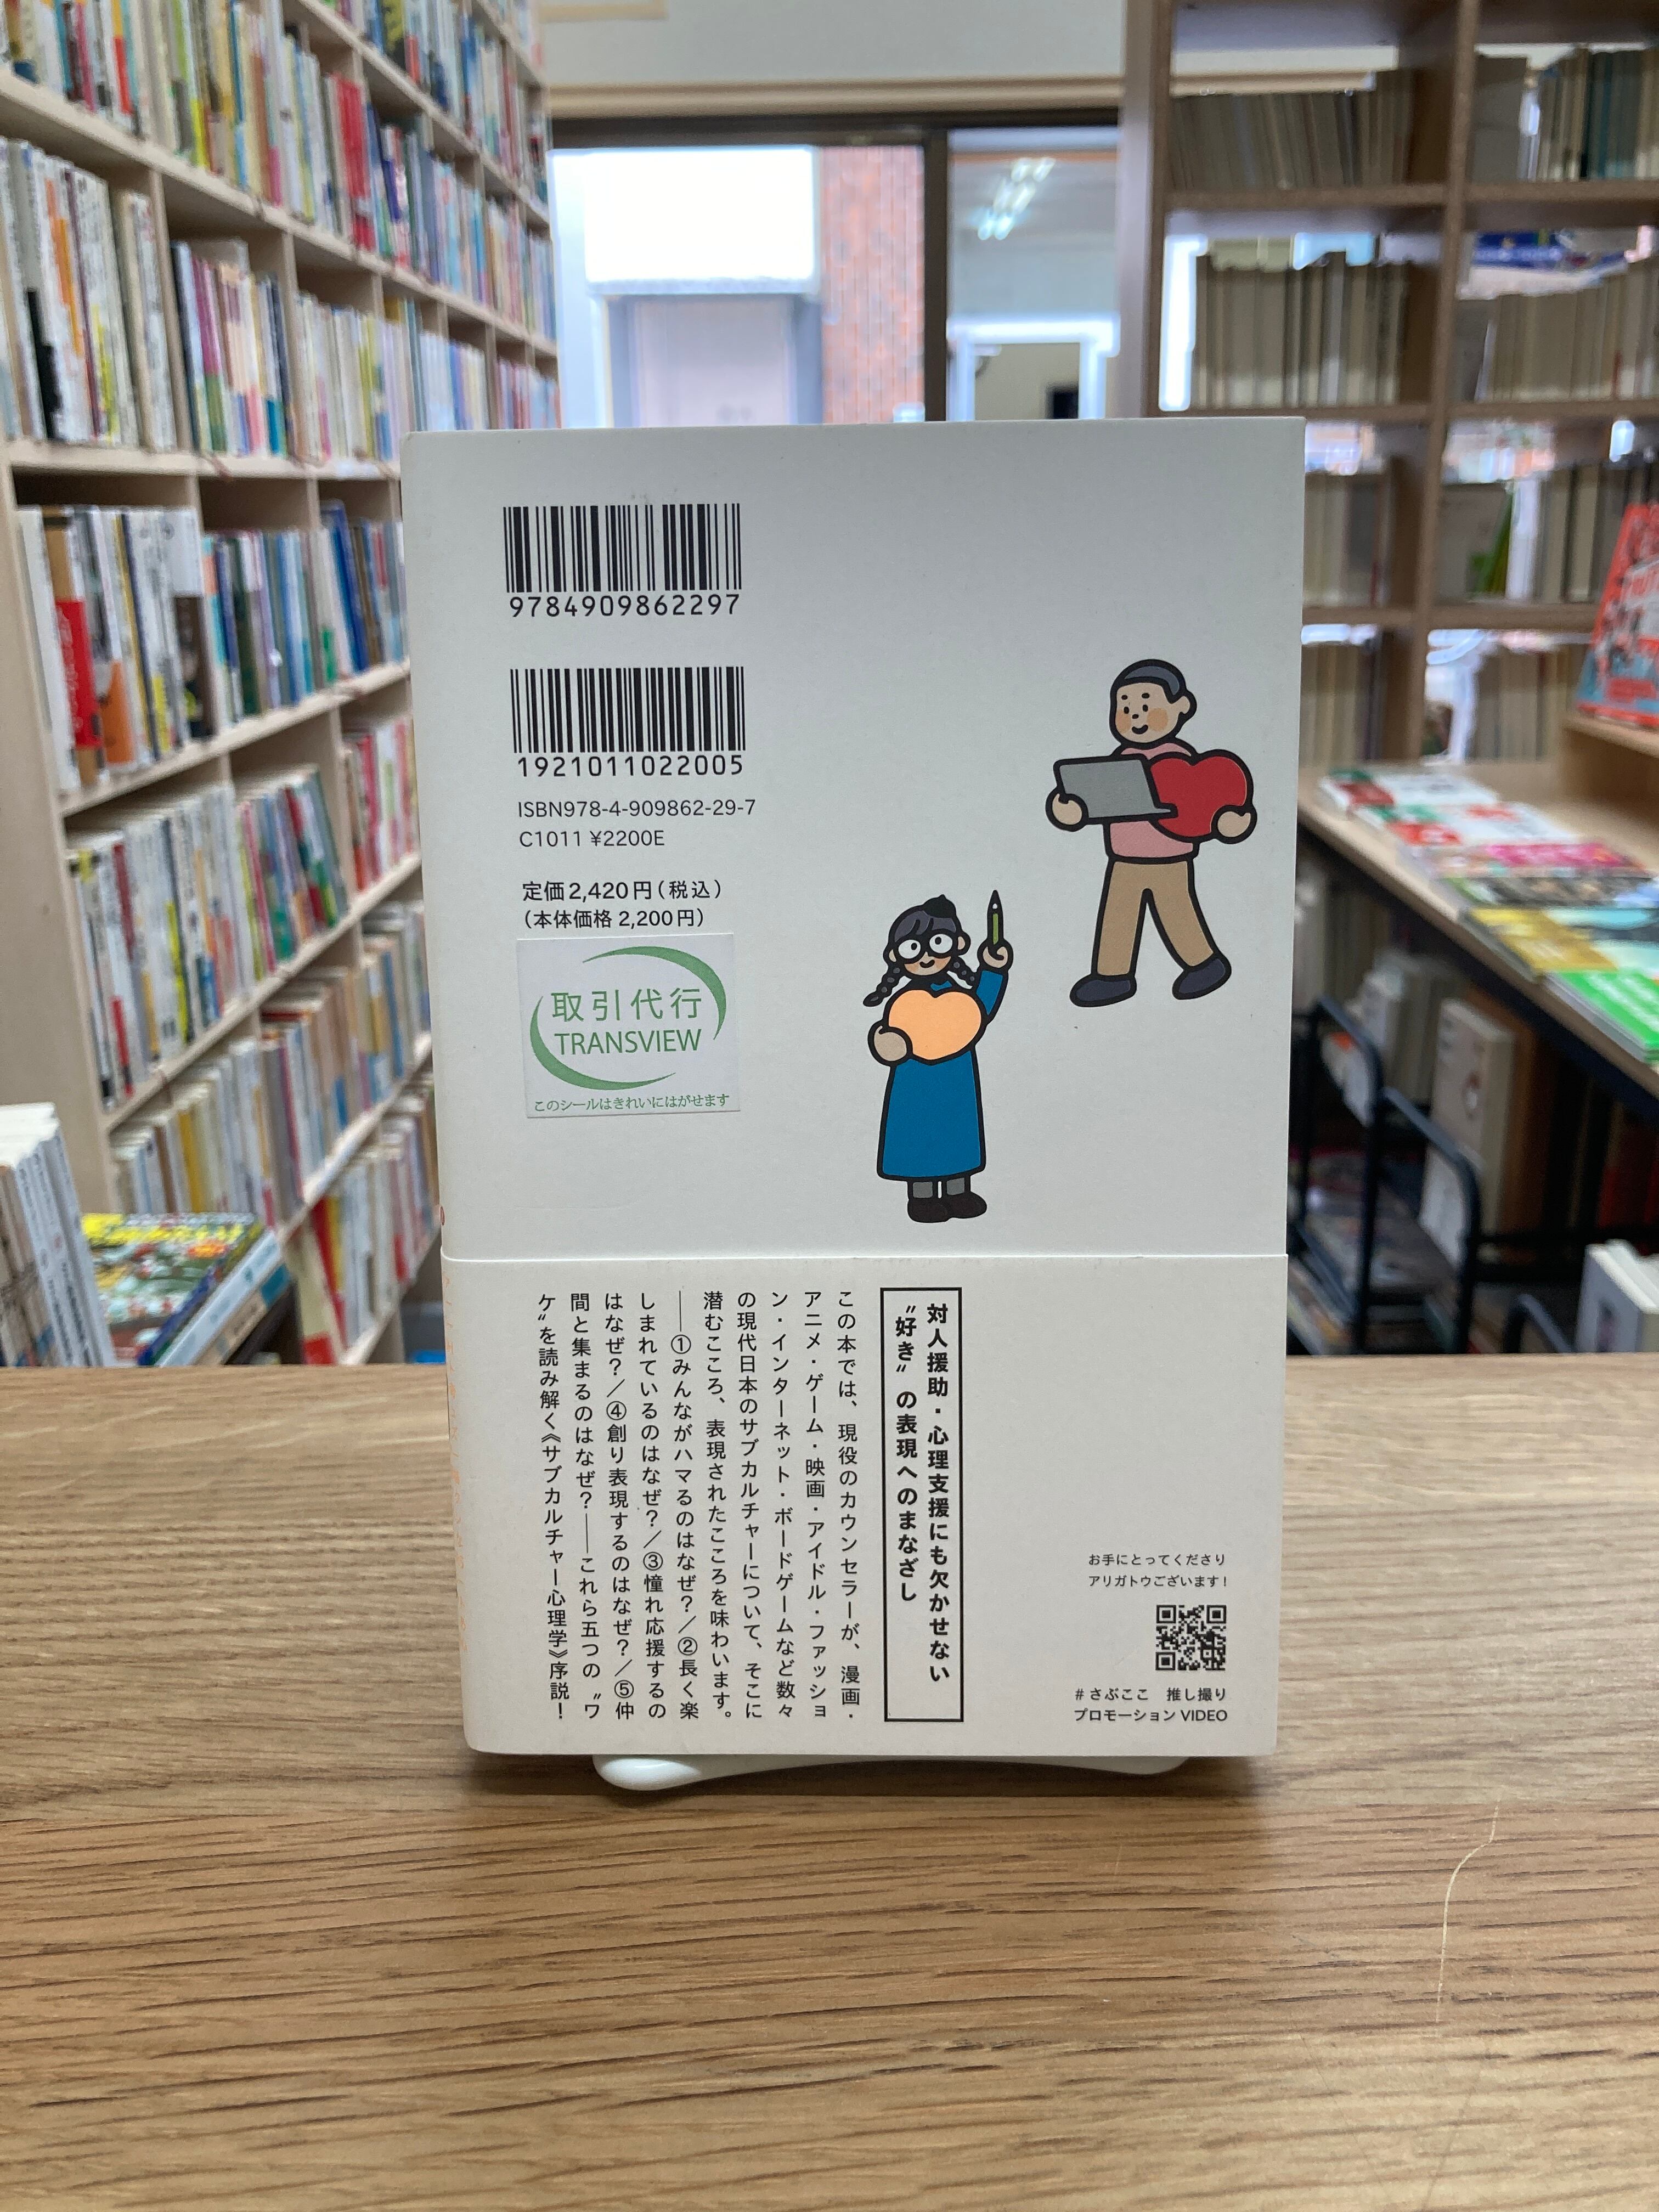 9784909862297
1921011022005
ISBN978-4-909862-29-7
C1011 ¥2200E
定価2,420円(税込)
(本体価格 2,200円)
取引代行
TRANSVIEW
このシールはきれいにはがせます
対人援助・心理支援にも欠かせない
〝好き〟の表現へのまなざし
この本では、現役のカウンセラーが、漫画・
アニメ・ゲーム・映画・アイドル・ファッショ
ン・インターネット・ボードゲームなど数々
の現代日本のサブカルチャーについて、そこに
潜むこころ、表現されたこころを味わいます。
――①みんながハマるのはなぜ?/②長く楽
しまれているのはなぜ?/③憧れ応援するの
はなぜ?/④創り表現するのはなぜ?/⑤仲
間と集まるのはなぜ?――これら五つの〝ワ
ケ〟を読み解く《サブカルチャー心理学》序説!
お手にとってくださり
アリガトウございます!
#さぶここ 推し撮り
プロモーション VIDEO